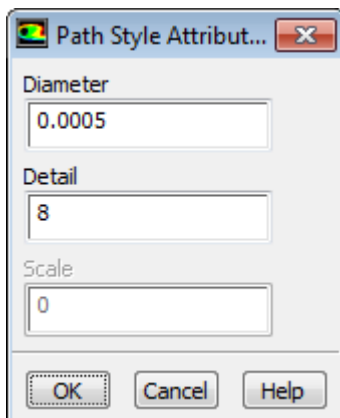 Path Style Attribut...
Diameter
0.0005
Detail
8
Scale
0
OK Cancel Help